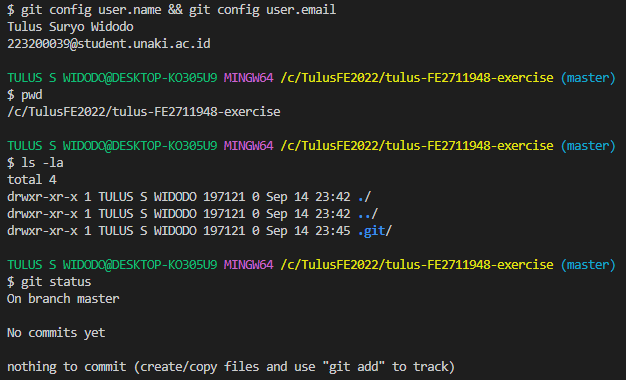 $ git config user.name && git config user.email
Tulus Suryo Widodo
223200039@student.unaki.ac.id
TULUS S WIDODO@DESKTOP-KO305U9 MINGW64 /c/TulusFE2022/tulus-FE2711948-exercise (master)
$ pwd
/c/TulusFE2022/tulus-FE2711948-exercise
TULUS S WIDODO@DESKTOP-KO305U9 MINGW64 /c/TulusFE2022/tulus-FE2711948-exercise (master)
$ ls -la
total 4
drwxr-xr-x 1 TULUS S WIDODO 197121 0 Sep 14 23:42 ./
drwxr-xr-x 1 TULUS S WIDODO 197121 0 Sep 14 23:42 ../
drwxr-xr-x 1 TULUS S WIDODO 197121 0 Sep 14 23:45 .git/
TULUS S WIDODO@DESKTOP-KO305U9 MINGW64 /c/TulusFE2022/tulus-FE2711948-exercise (master)
$ git status
On branch master
No commits yet
nothing to commit (create/copy files and use "git add" to track)